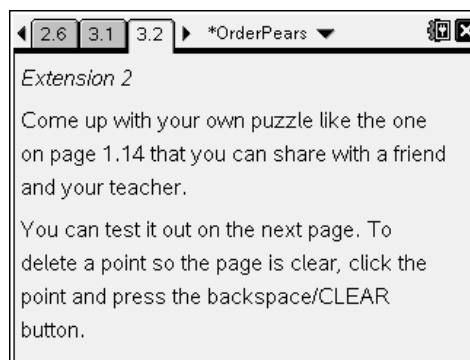 2.6 3.1 3.2 *OrderPears
Extension 2
Come up with your own puzzle like the one
on page 1.14 that you can share with a friend
and your teacher.
You can test it out on the next page. To
delete a point so the page is clear, click the
point and press the backspace/CLEAR
button.